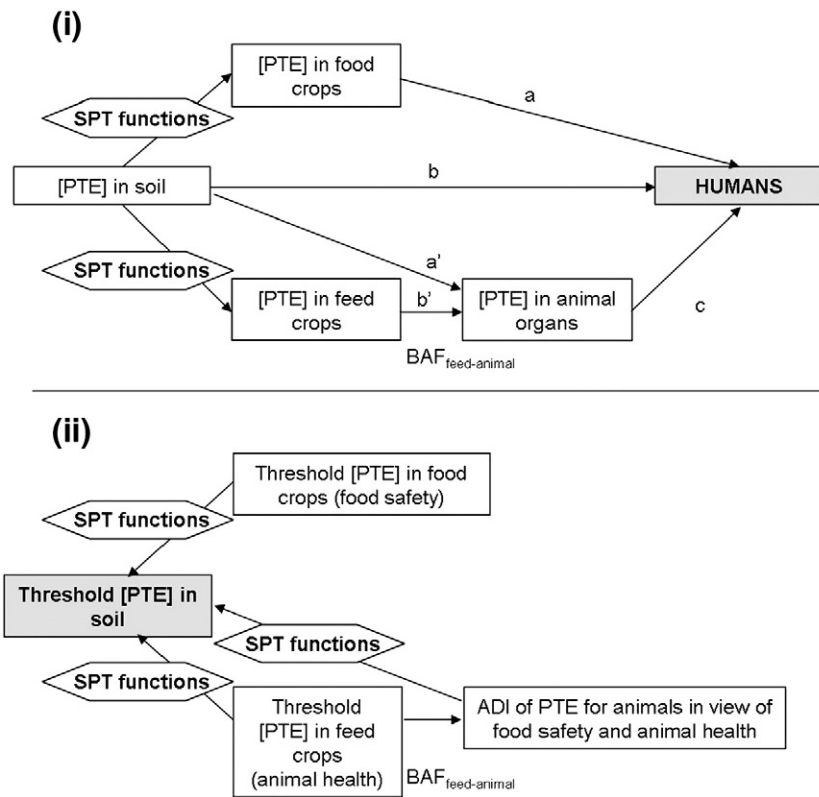 (i)
[PTE] in food
crops
a
SPT functions
[PTE] in soil
b
HUMANS
SPT functions
a'
[PTE] in feed
crops
b'
[PTE] in animal
organs
c
BAFfeed-animal
(ii)
Threshold [PTE] in food
crops (food safety)
SPT functions
Threshold [PTE] in
soil
SPT functions
SPT functions
Threshold
[PTE] in feed
crops
(animal health)
ADI of PTE for animals in view of
food safety and animal health
BAFfeed-animal